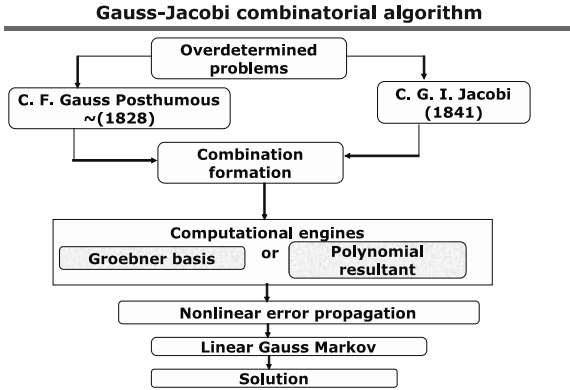 Gauss-Jacobi combinatorial algorithm
Overdetermined
problems
C. F. Gauss Posthumous
~(1828)
C. G. I. Jacobi
(1841)
Combination
formation
Computational engines
Groebner basis
or
Polynomial
resultant
Nonlinear error propagation
Linear Gauss Markov
Solution